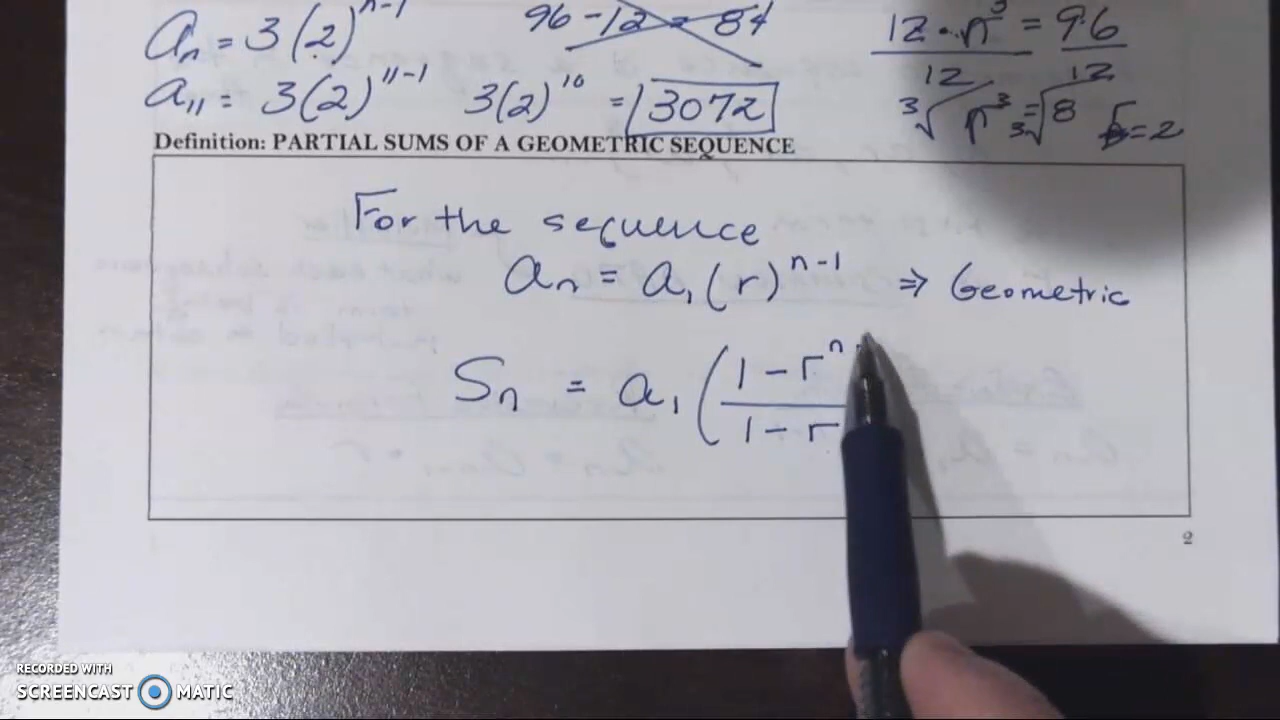 aₙ = 3(2)ⁿ⁻¹
96 - 12 = 84
12 · r³ = 96
12 12
a₁₁ = 3(2)¹¹⁻¹ 3(2)¹⁰ = 3072
³√r³ = ³√8 r = 2
Definition: PARTIAL SUMS OF A GEOMETRIC SEQUENCE
For the sequence
aₙ = a₁(r)ⁿ⁻¹ ⇒ Geometric
Sₙ = a₁(1 - rⁿ
1 - r
2
RECORDED WITH
SCREENCAST MATIC